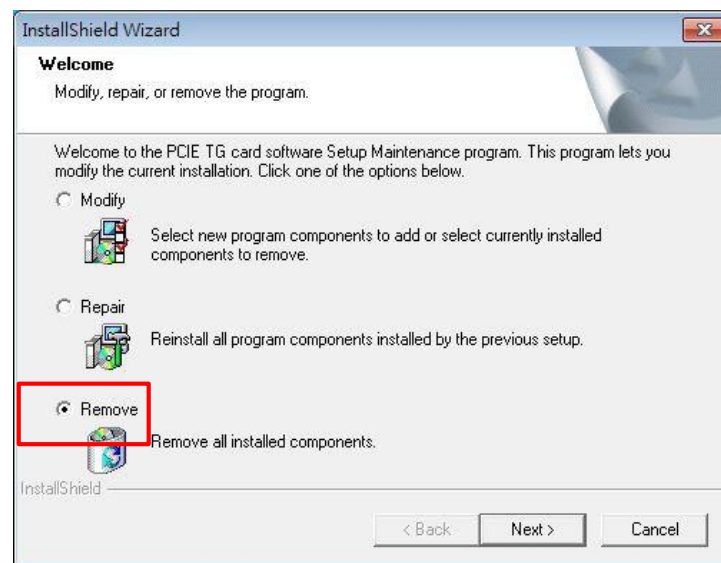 InstallShield Wizard
Welcome
Modify, repair, or remove the program.
Welcome to the PCIE TG card software Setup Maintenance program. This program lets you
modify the current installation. Click one of the options below.
Modify
Select new program components to add or select currently installed
components to remove.
Repair
Reinstall all program components installed by the previous setup.
Remove
Remove all installed components.
InstallShield
< Back
Next >
Cancel